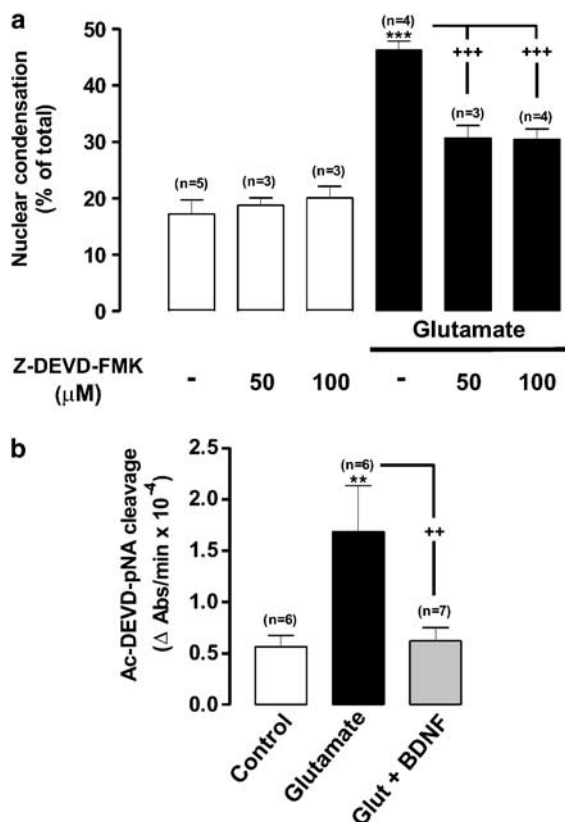 a
Nuclear condensation
(% of total)
50
40
30
20
10
0
(n=5)
(n=3)
(n=3)
(n=4)
***
+++
+++
(n=3)
(n=4)
Glutamate
Z-DEVD-FMK
(µM)
- 50 100 - 50 100
b
Ac-DEVD-pNA cleavage
(Δ Abs/min x 10⁻⁴)
2.5
2.0
1.5
1.0
0.5
0.0
(n=6)
(n=6)
**
++
(n=7)
Control
Glutamate
Glut + BDNF